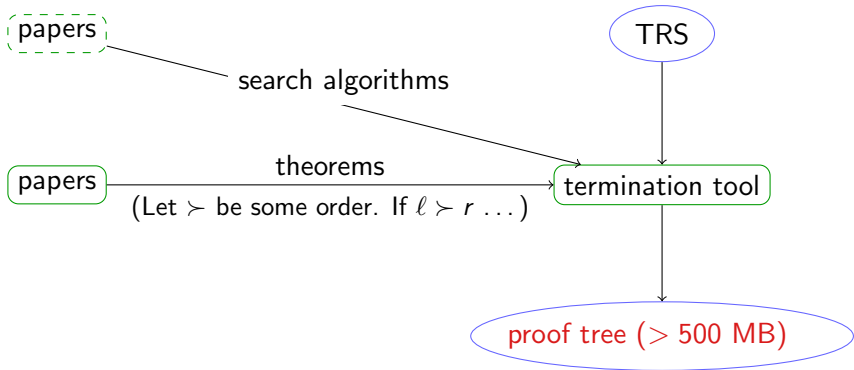 papers
TRS
search algorithms
papers
theorems
termination tool
(Let ≻ be some order. If ℓ ≻ r …)
proof tree (> 500 MB)